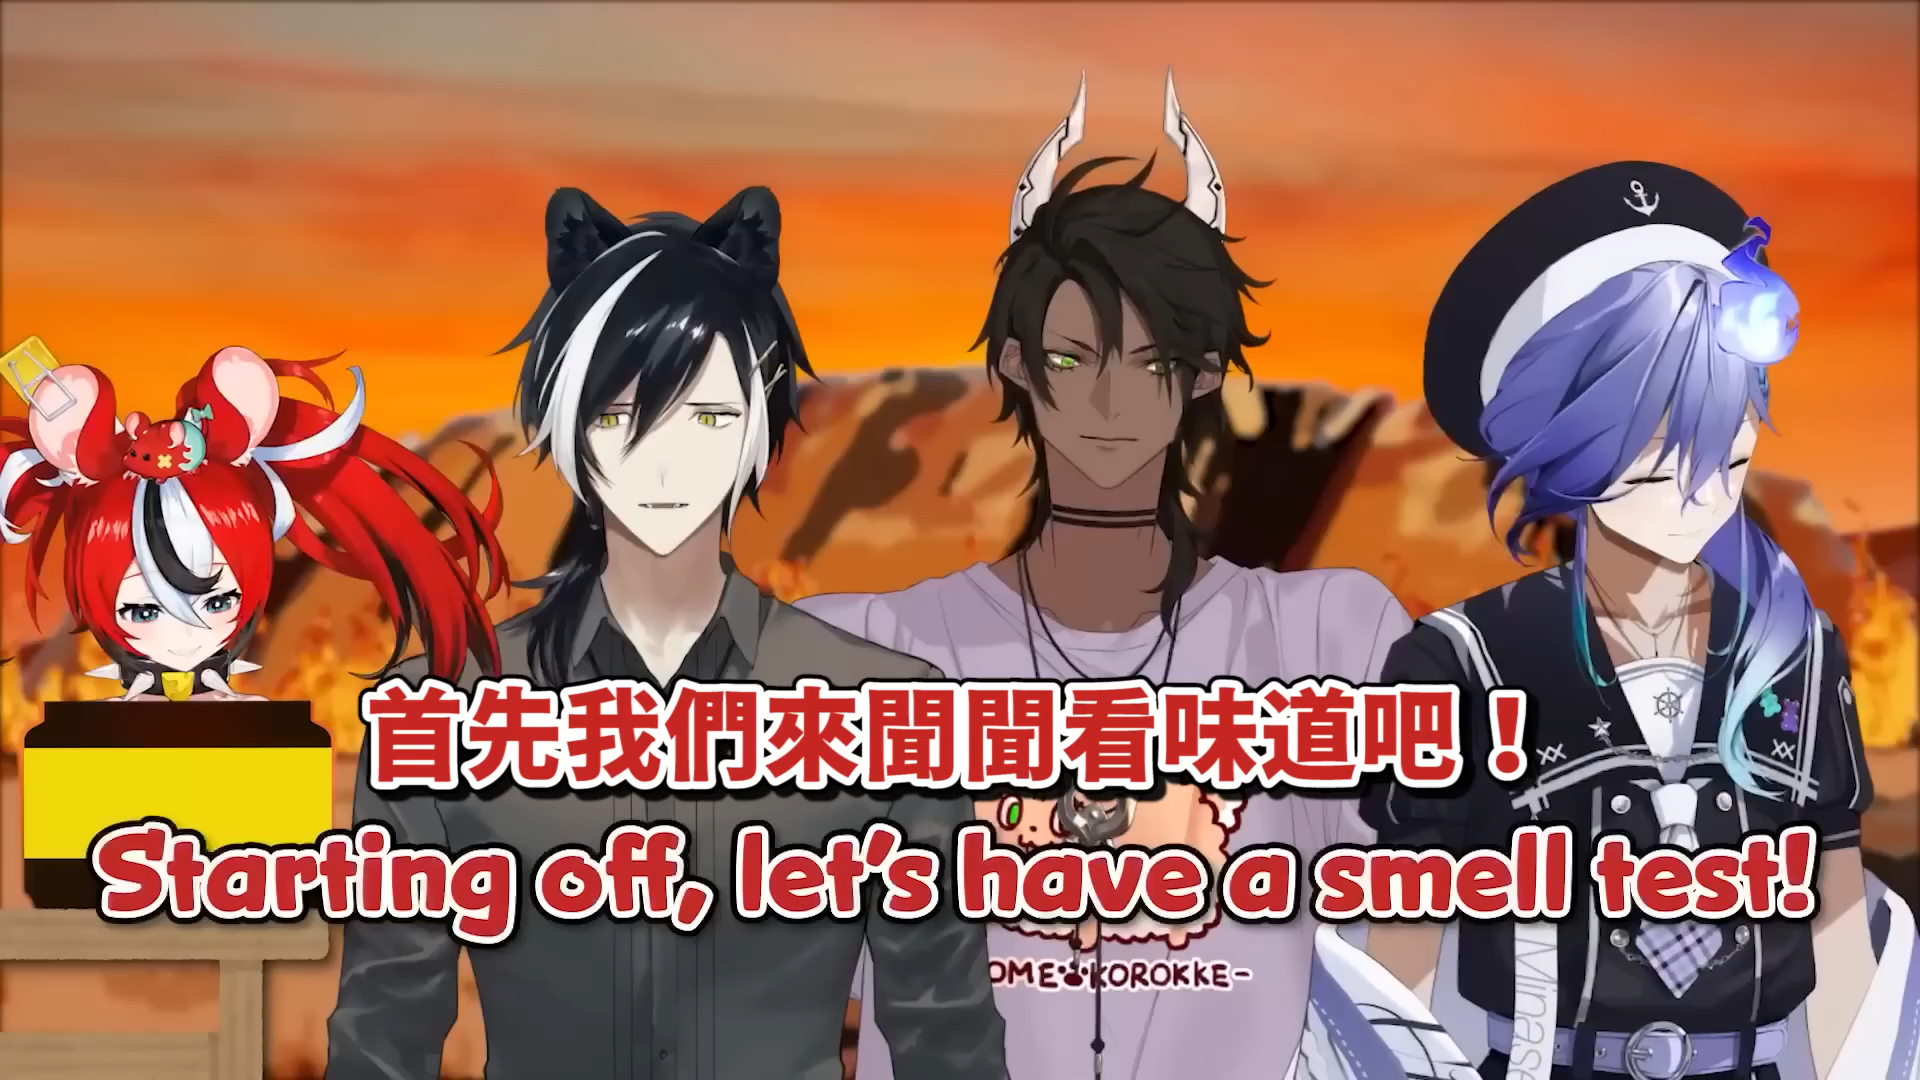 首先我們來聞聞看味道吧！
Starting off, let's have a smell test!
OME KOROKKE-
Minase